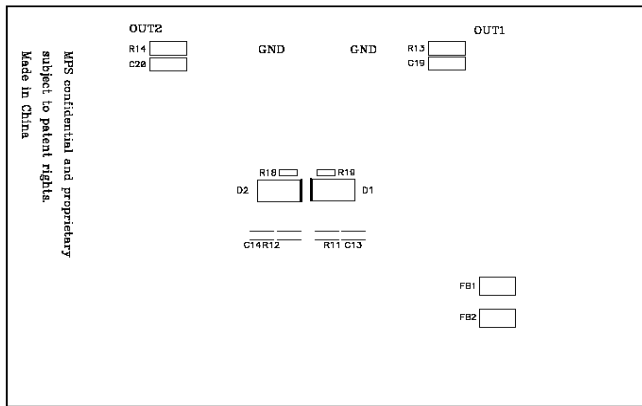 OUT2
OUT1
R14
GND
GND
R13
C20
C19
MPS confidential and proprietary
subject to patent rights.
Made in China
R18
R19
D2
D1
C14
R12
R11
C13
FB1
FB2